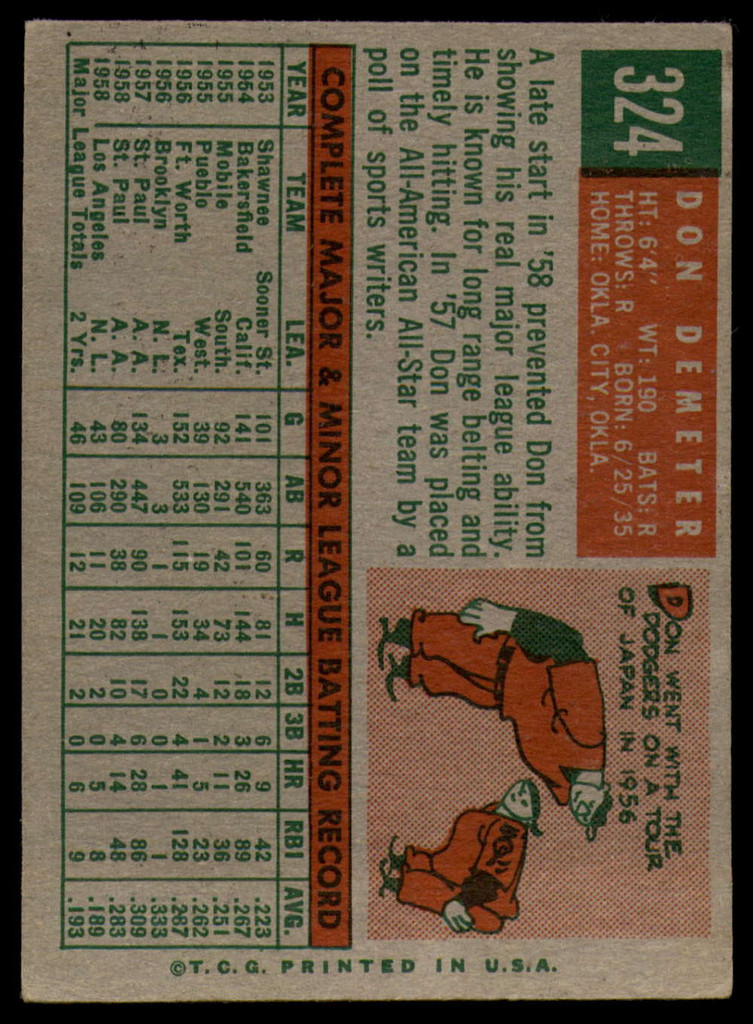 324
DON DEMETER
HT: 6'4" WT: 190 BATS: R
THROWS: R BORN: 6/25/35
HOME: OKLA. CITY, OKLA.
A late start in '58 prevented Don from
showing his real major league ability.
He is known for long range belting and
timely hitting. In '57 Don was placed
on the All-American All-Star team by a
poll of sports writers.
DON WENT WITH THE
DODGERS ON A TOUR
OF JAPAN IN 1956
COMPLETE MAJOR & MINOR LEAGUE BATTING RECORD
YEAR TEAM LEA. G AB R H 2B 3B HR RBI AVG.
1953 Shawnee Sooner St. 101 363 60 81 12 6 9 42 .223
1954 Bakersfield Calif. 141 540 101 144 18 3 26 89 .267
1955 Mobile South. 92 291 42 73 12 2 11 36 .251
1955 Pueblo West. 39 130 19 34 4 1 5 23 .262
1956 Ft. Worth Tex. 152 533 115 153 22 4 41 128 .287
1956 Brooklyn N. L. 3 3 1 1 0 0 1 1 .333
1957 St. Paul A. A. 134 447 90 138 17 6 28 86 .309
1958 St. Paul A. A. 80 290 38 82 10 4 14 48 .283
1958 Los Angeles N. L. 43 106 11 20 2 0 5 8 .189
Major League Totals 2 Yrs. 46 109 12 21 2 0 6 9 .193
©T.C.G. PRINTED IN U.S.A.